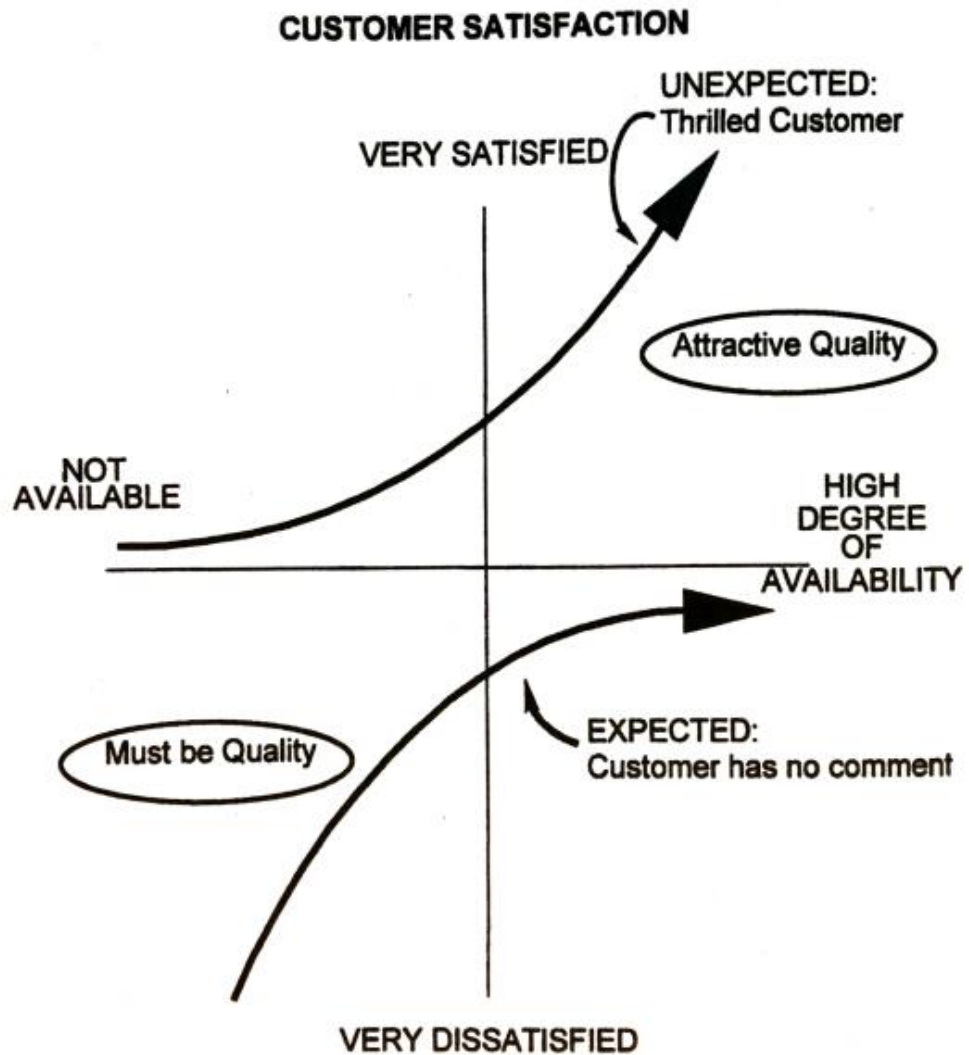 CUSTOMER SATISFACTION
UNEXPECTED:
Thrilled Customer
VERY SATISFIED
Attractive Quality
NOT
AVAILABLE
HIGH
DEGREE
OF
AVAILABILITY
Must be Quality
EXPECTED:
Customer has no comment
VERY DISSATISFIED